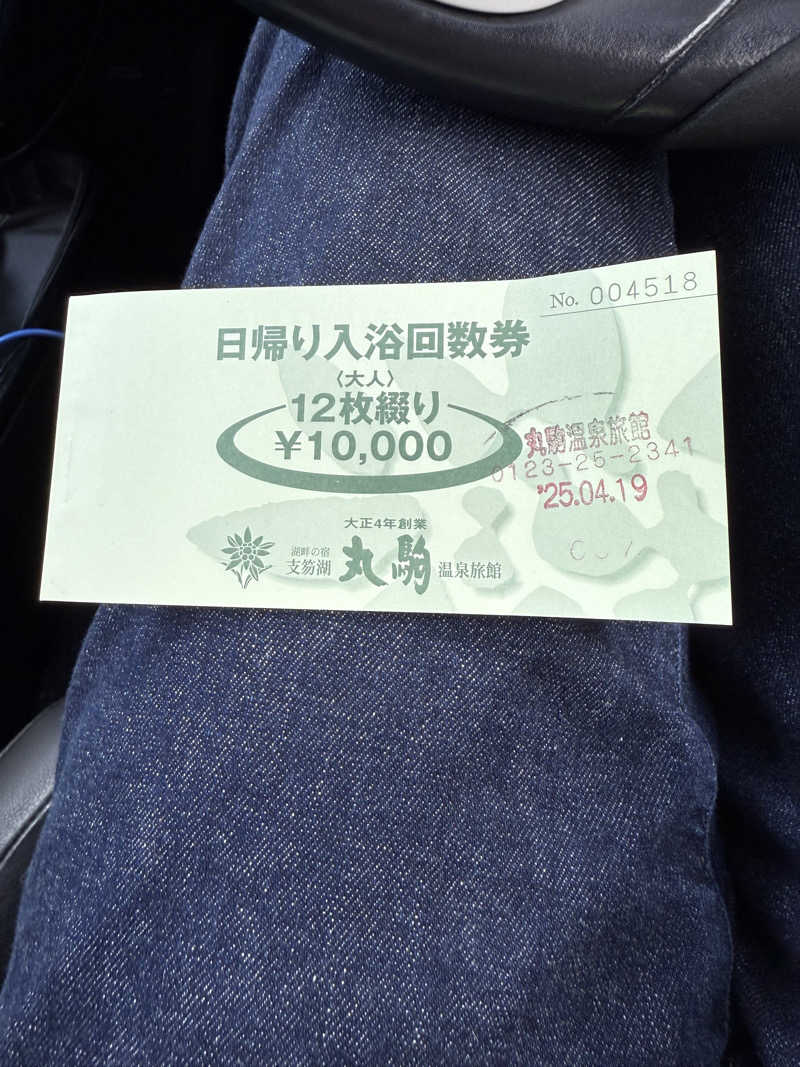 No. 004518
日帰り入浴回数券
〈大人〉
12枚綴り
¥10,000
丸駒温泉旅館
0123-25-2341
'25.04.19
大正4年創業
湖畔の宿
支笏湖 丸駒 温泉旅館